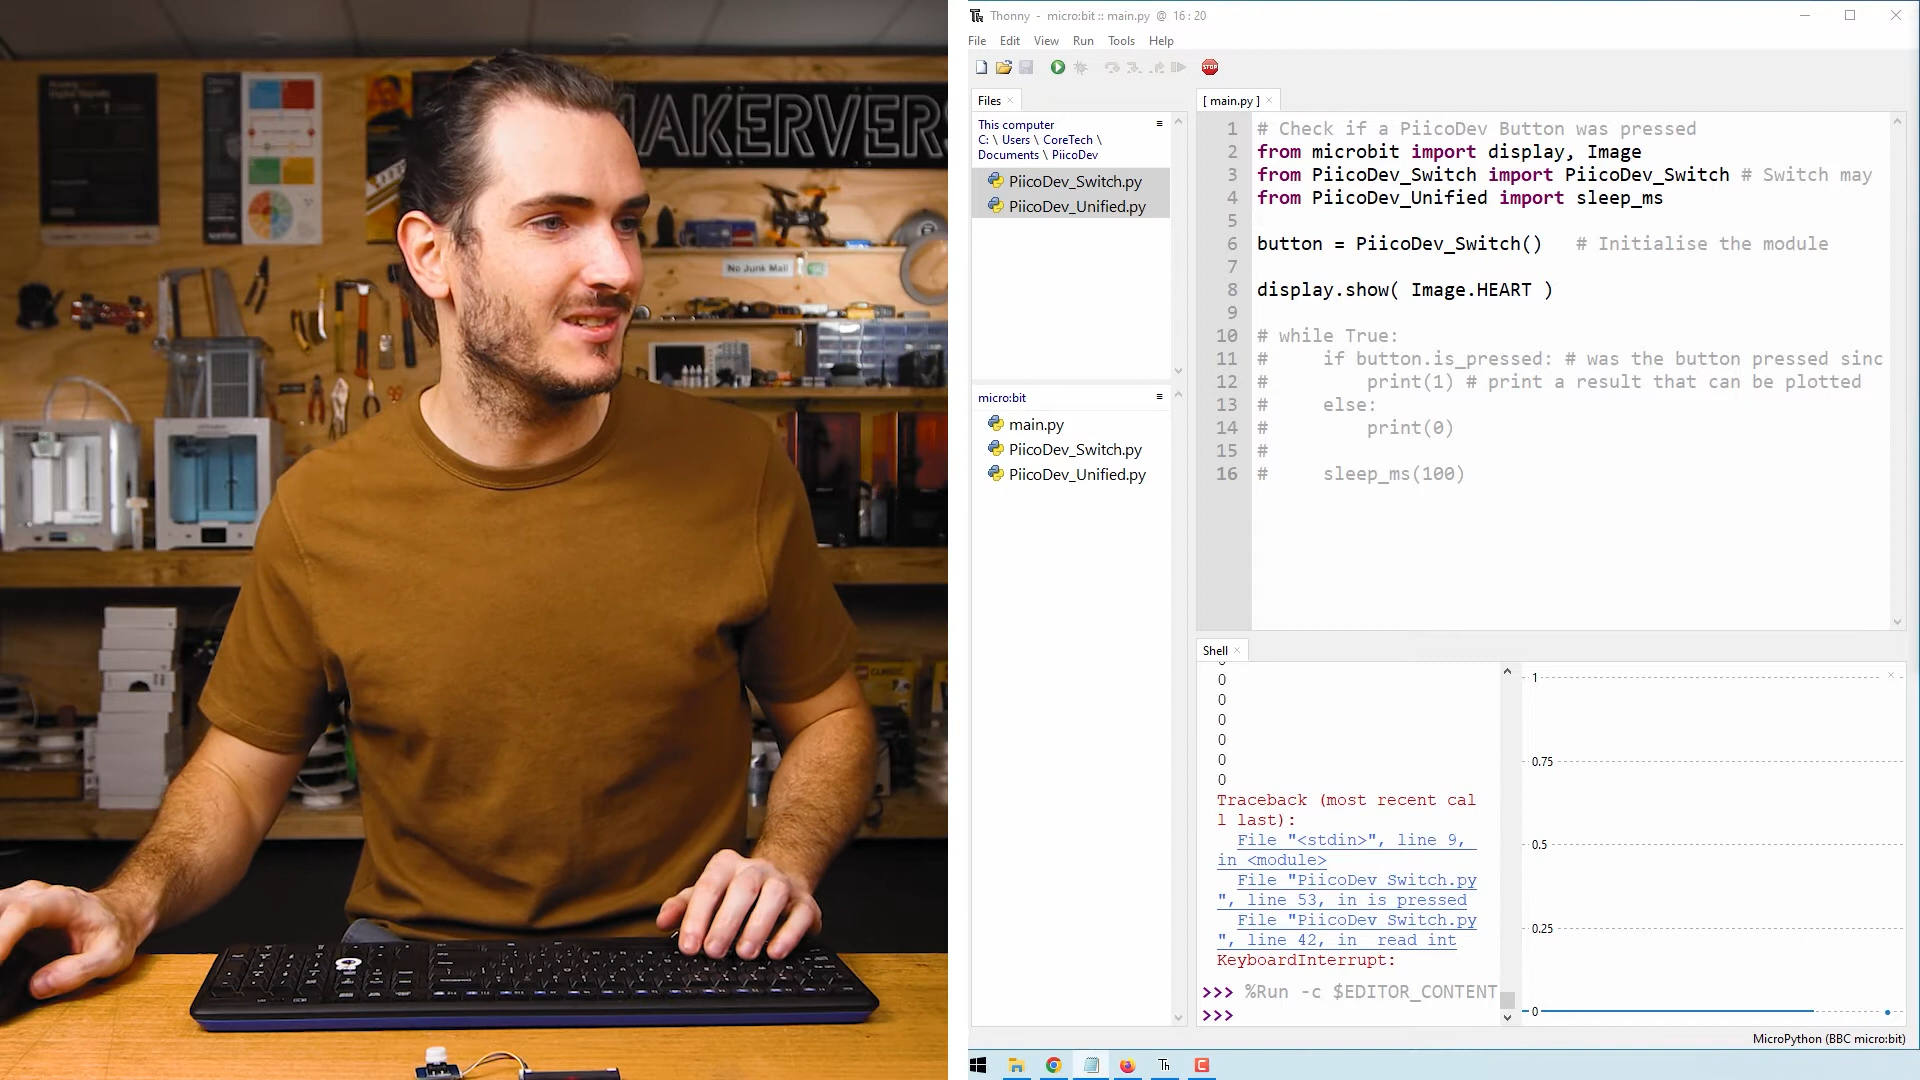 MAKERVERS
No Junk Mail
Thonny - micro:bit :: main.py @ 16:20
File Edit View Run Tools Help
STOP
Files
[ main.py ]
This computer
C: \ Users \ CoreTech \
Documents \ PiicoDev
PiicoDev_Switch.py
PiicoDev_Unified.py
micro:bit
main.py
PiicoDev_Switch.py
PiicoDev_Unified.py
1 # Check if a PiicoDev Button was pressed
2 from microbit import display, Image
3 from PiicoDev_Switch import PiicoDev_Switch # Switch may
4 from PiicoDev_Unified import sleep_ms
5
6 button = PiicoDev_Switch() # Initialise the module
7
8 display.show( Image.HEART )
9
10 # while True:
11 # if button.is_pressed: # was the button pressed sinc
12 # print(1) # print a result that can be plotted
13 # else:
14 # print(0)
15 #
16 # sleep_ms(100)
Shell
0
0
0
0
0
0
Traceback (most recent cal
l last):
File "<stdin>", line 9,
in <module>
File "PiicoDev_Switch.py
", line 53, in is_pressed
File "PiicoDev_Switch.py
", line 42, in _read_int
KeyboardInterrupt:
>>> %Run -c $EDITOR_CONTENT
>>>
1
0.75
0.5
0.25
0
MicroPython (BBC micro:bit)